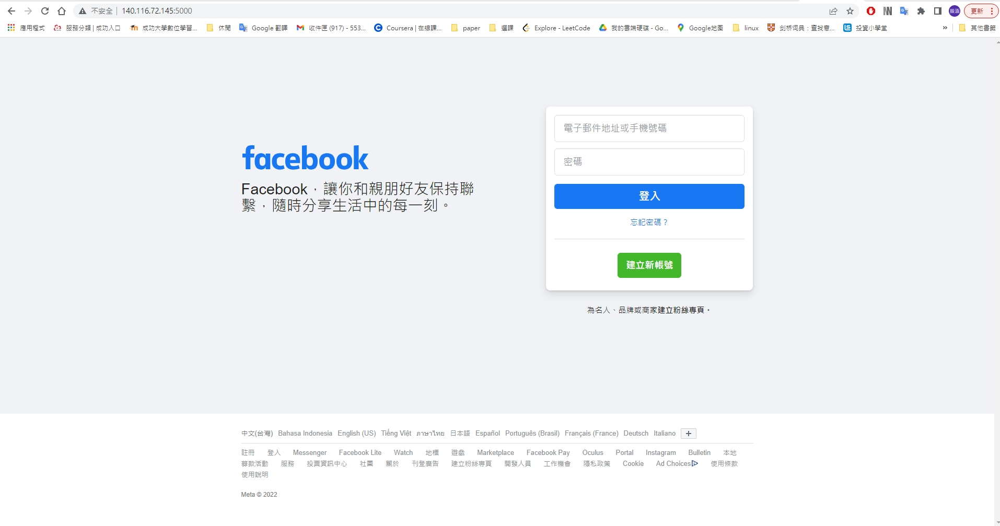 不安全 | 140.116.72.145:5000
振涵
更新
應用程式 服務分類 | 成功入口 成功大學數位學習... 休閒 Google 翻譯 收件匣 (917) - 553... Coursera | 在線課... paper 選課 Explore - LeetCode 我的雲端硬碟 - Go... Google地图 linux 剑桥词典：查找意... 投資小學堂 » 其他書籤
facebook
Facebook，讓你和親朋好友保持聯
繫，隨時分享生活中的每一刻。
電子郵件地址或手機號碼
密碼
登入
忘記密碼？
建立新帳號
為名人、品牌或商家建立粉絲專頁。
中文(台灣) Bahasa Indonesia English (US) Tiếng Việt ภาษาไทย 日本語 Español Português (Brasil) Français (France) Deutsch Italiano +
註冊 登入 Messenger Facebook Lite Watch 地標 遊戲 Marketplace Facebook Pay Oculus Portal Instagram Bulletin 本地
募款活動 服務 投票資訊中心 社團 關於 刊登廣告 建立粉絲專頁 開發人員 工作機會 隱私政策 Cookie Ad Choices 使用條款
使用說明
Meta © 2022